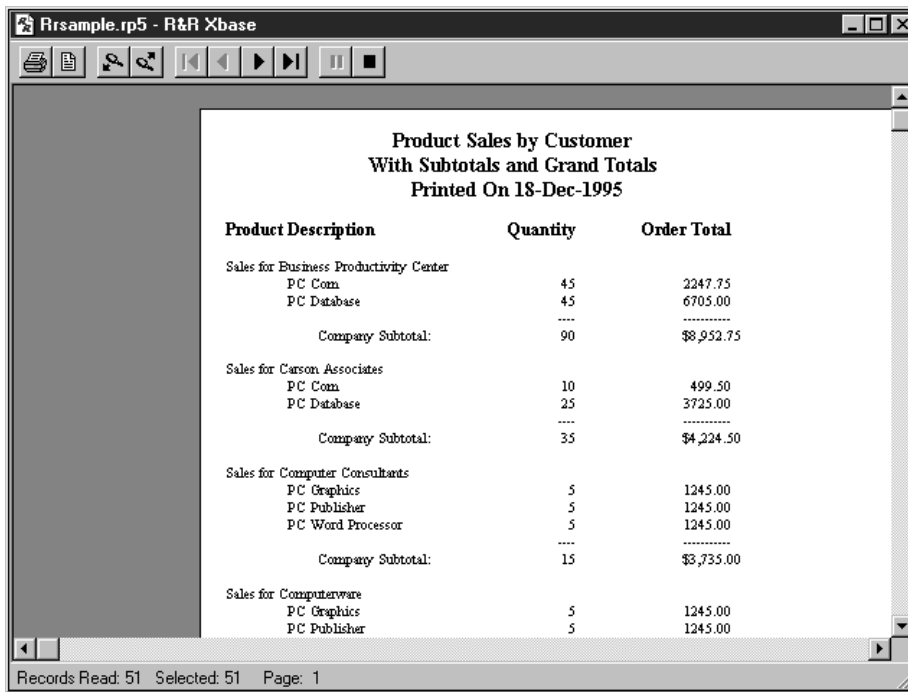 Rrsample.rp5 - R&R Xbase
Product Sales by Customer
With Subtotals and Grand Totals
Printed On 18-Dec-1995
Product Description Quantity Order Total
Sales for Business Productivity Center
PC Com 45 2247.75
PC Database 45 6705.00
---- -----------
Company Subtotal: 90 $8,952.75
Sales for Carson Associates
PC Com 10 499.50
PC Database 25 3725.00
---- -----------
Company Subtotal: 35 $4,224.50
Sales for Computer Consultants
PC Graphics 5 1245.00
PC Publisher 5 1245.00
PC Word Processor 5 1245.00
---- -----------
Company Subtotal: 15 $3,735.00
Sales for Computerware
PC Graphics 5 1245.00
PC Publisher 5 1245.00
Records Read: 51 Selected: 51 Page: 1